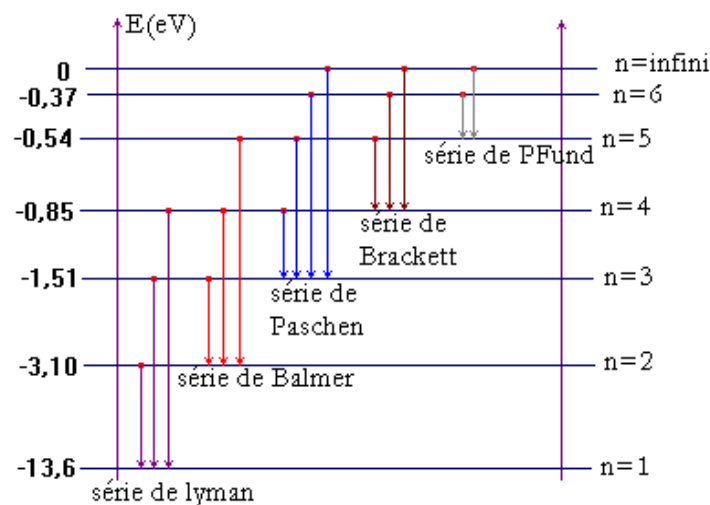 E(eV)
0 n=infini
-0,37 n=6
-0,54 n=5
série de PFund
-0,85 n=4
série de
Brackett
-1,51 n=3
série de
Paschen
-3,10 n=2
série de Balmer
-13,6 n=1
série de lyman